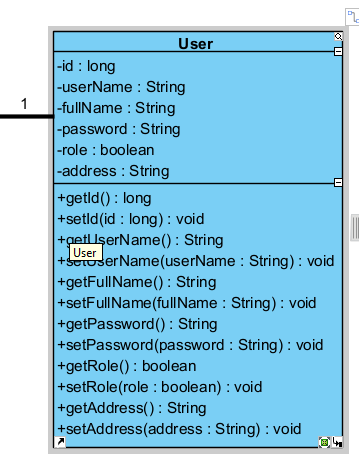 User
-id : long
-userName : String
-fullName : String
-password : String
-role : boolean
-address : String
1
+getId() : long
+setId(id : long) : void
+getUserName() : String
User
+setUserName(userName : String) : void
+getFullName() : String
+setFullName(fullName : String) : void
+getPassword() : String
+setPassword(password : String) : void
+getRole() : boolean
+setRole(role : boolean) : void
+getAddress() : String
+setAddress(address : String) : void